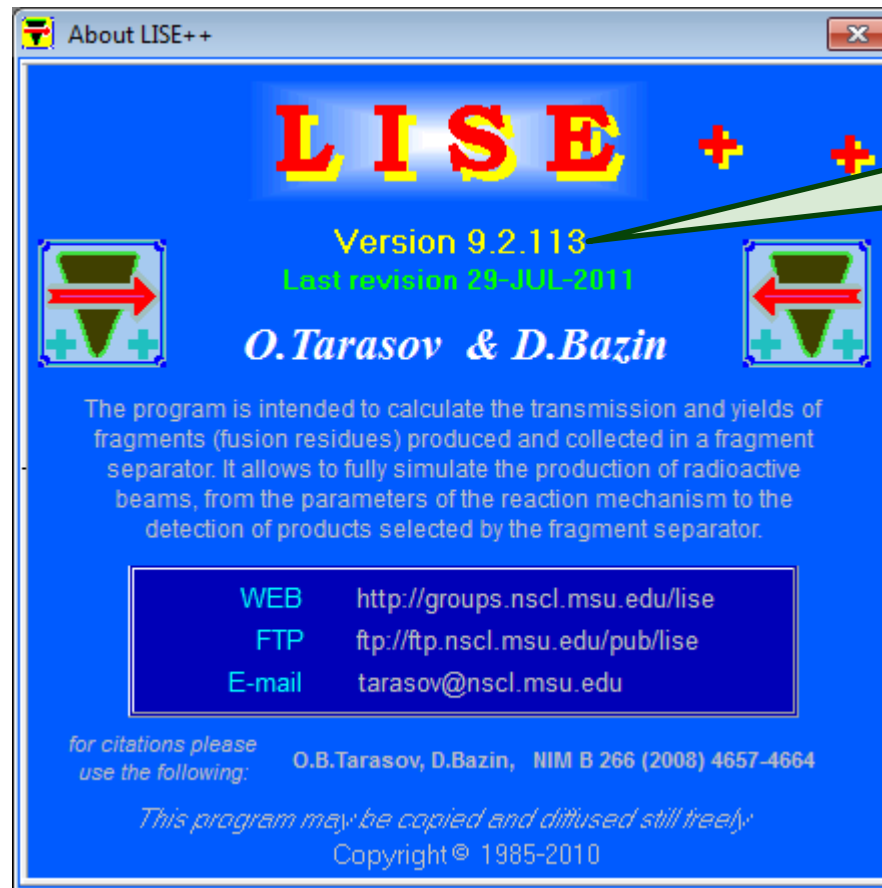 About LISE++
LISE ++
Version 9.2.113
Last revision 29-JUL-2011
O.Tarasov & D.Bazin
The program is intended to calculate the transmission and yields of
fragments (fusion residues) produced and collected in a fragment
separator. It allows to fully simulate the production of radioactive
beams, from the parameters of the reaction mechanism to the
detection of products selected by the fragment separator.
WEB http://groups.nscl.msu.edu/lise
FTP ftp://ftp.nscl.msu.edu/pub/lise
E-mail tarasov@nscl.msu.edu
for citations please
use the following:
O.B.Tarasov, D.Bazin, NIM B 266 (2008) 4657-4664
This program may be copied and diffused still freely
Copyright © 1985-2010